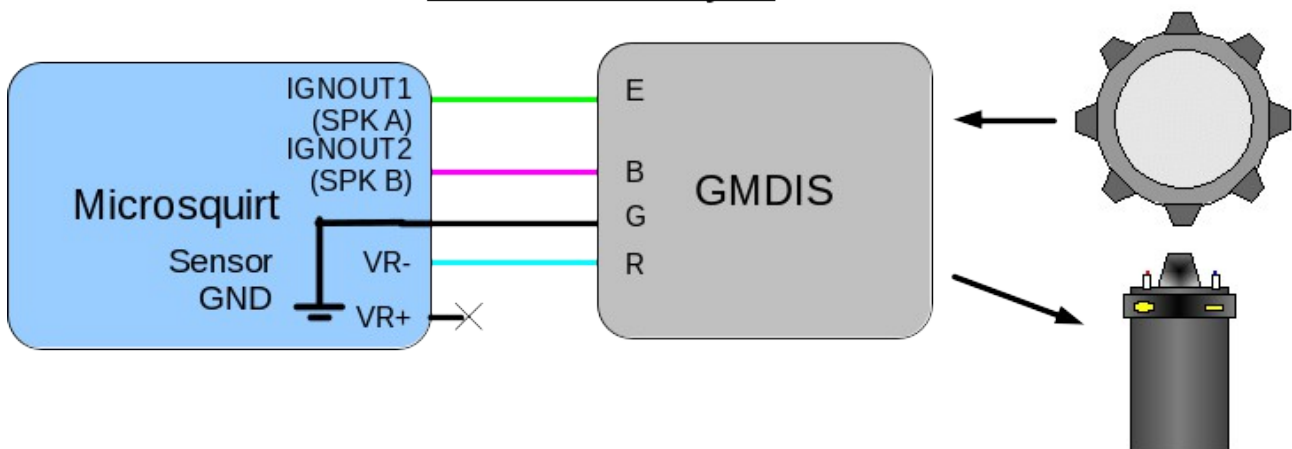 IGNOUT1
(SPK A)
IGNOUT2
(SPK B)
Microsquirt
Sensor
GND
VR-
VR+
E
B
G
R
GMDIS